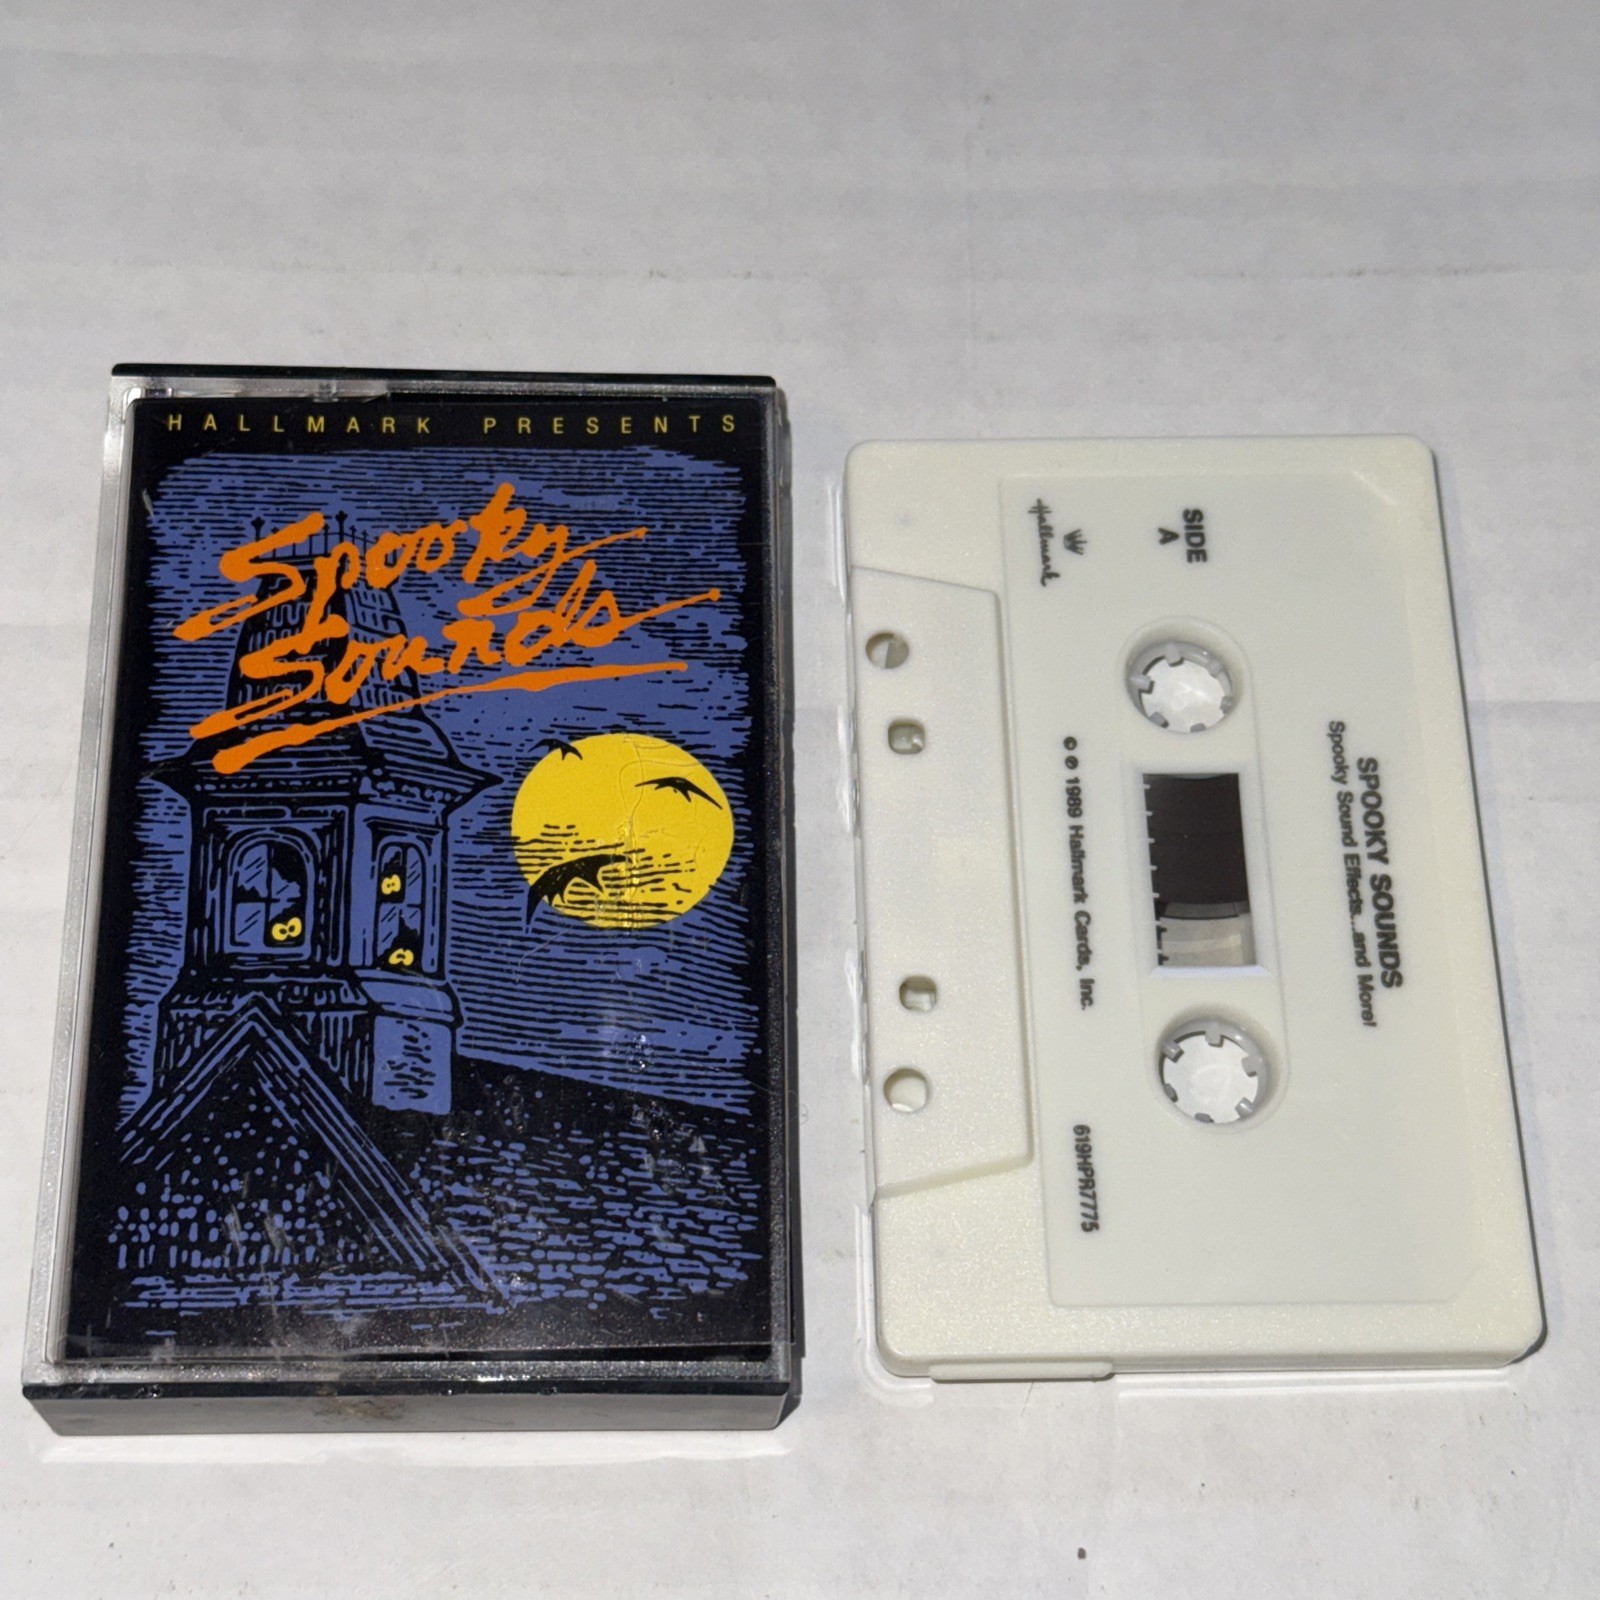 HALLMARK PRESENTS
Spooky
Sounds
SPOOKY SOUNDS
Spooky Sound Effects...and More!
SIDE
A
Hallmark
© ℗ 1989 Hallmark Cards, Inc.
619HPR7775